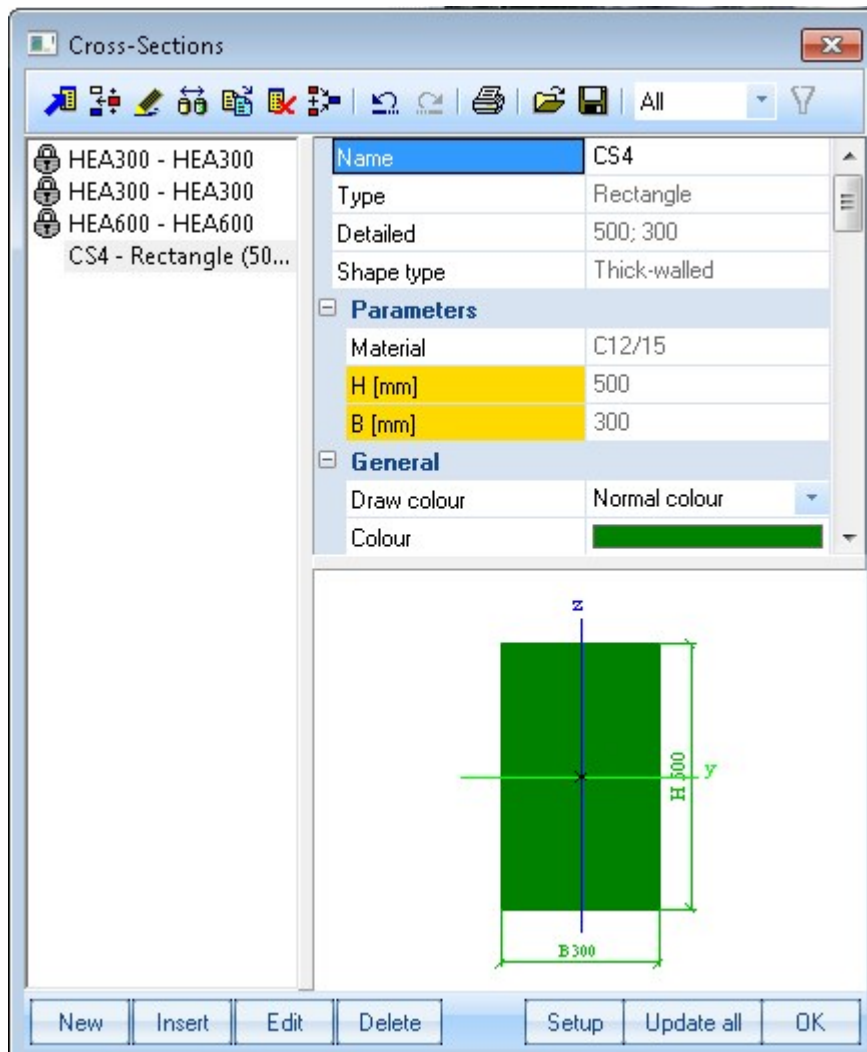 Cross-Sections
All
HEA300 - HEA300
HEA300 - HEA300
HEA600 - HEA600
CS4 - Rectangle (50...
Name CS4
Type Rectangle
Detailed 500; 300
Shape type Thick-walled
Parameters
Material C12/15
H [mm] 500
B [mm] 300
General
Draw colour Normal colour
Colour
z
y
H 500
B 300
New Insert Edit Delete Setup Update all OK